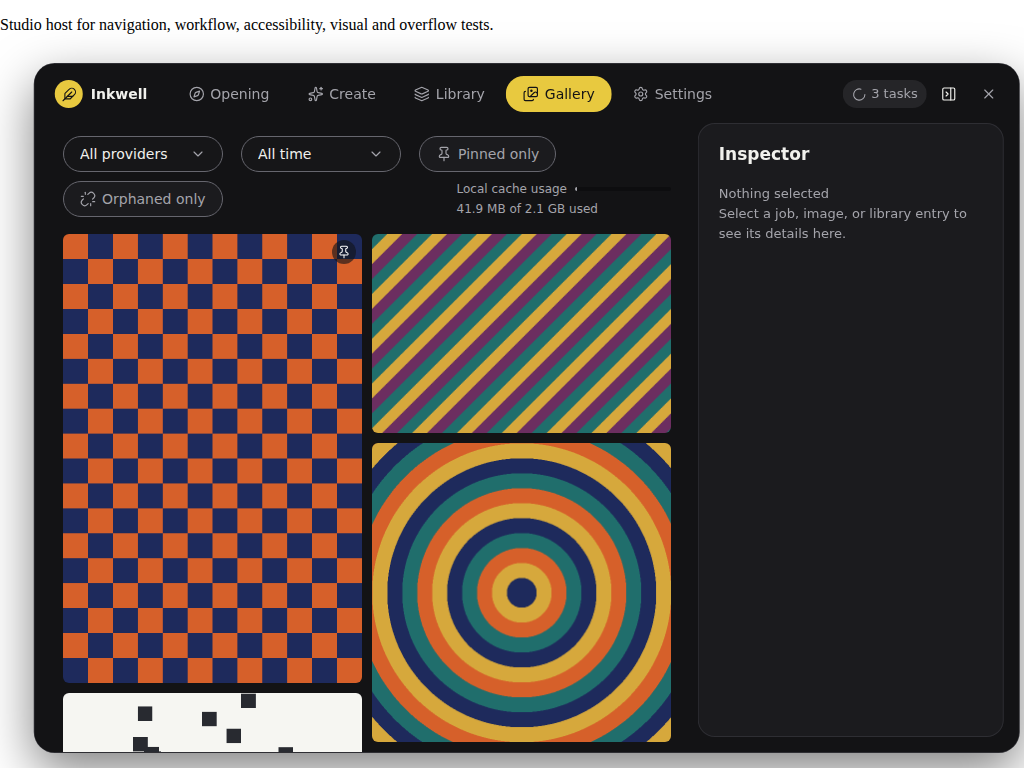 Studio host for navigation, workflow, accessibility, visual and overflow tests.
Inkwell
Opening
Create
Library
Gallery
Settings
3 tasks
All providers
All time
Pinned only
Orphaned only
Local cache usage
41.9 MB of 2.1 GB used
Inspector
Nothing selected
Select a job, image, or library entry to
see its details here.